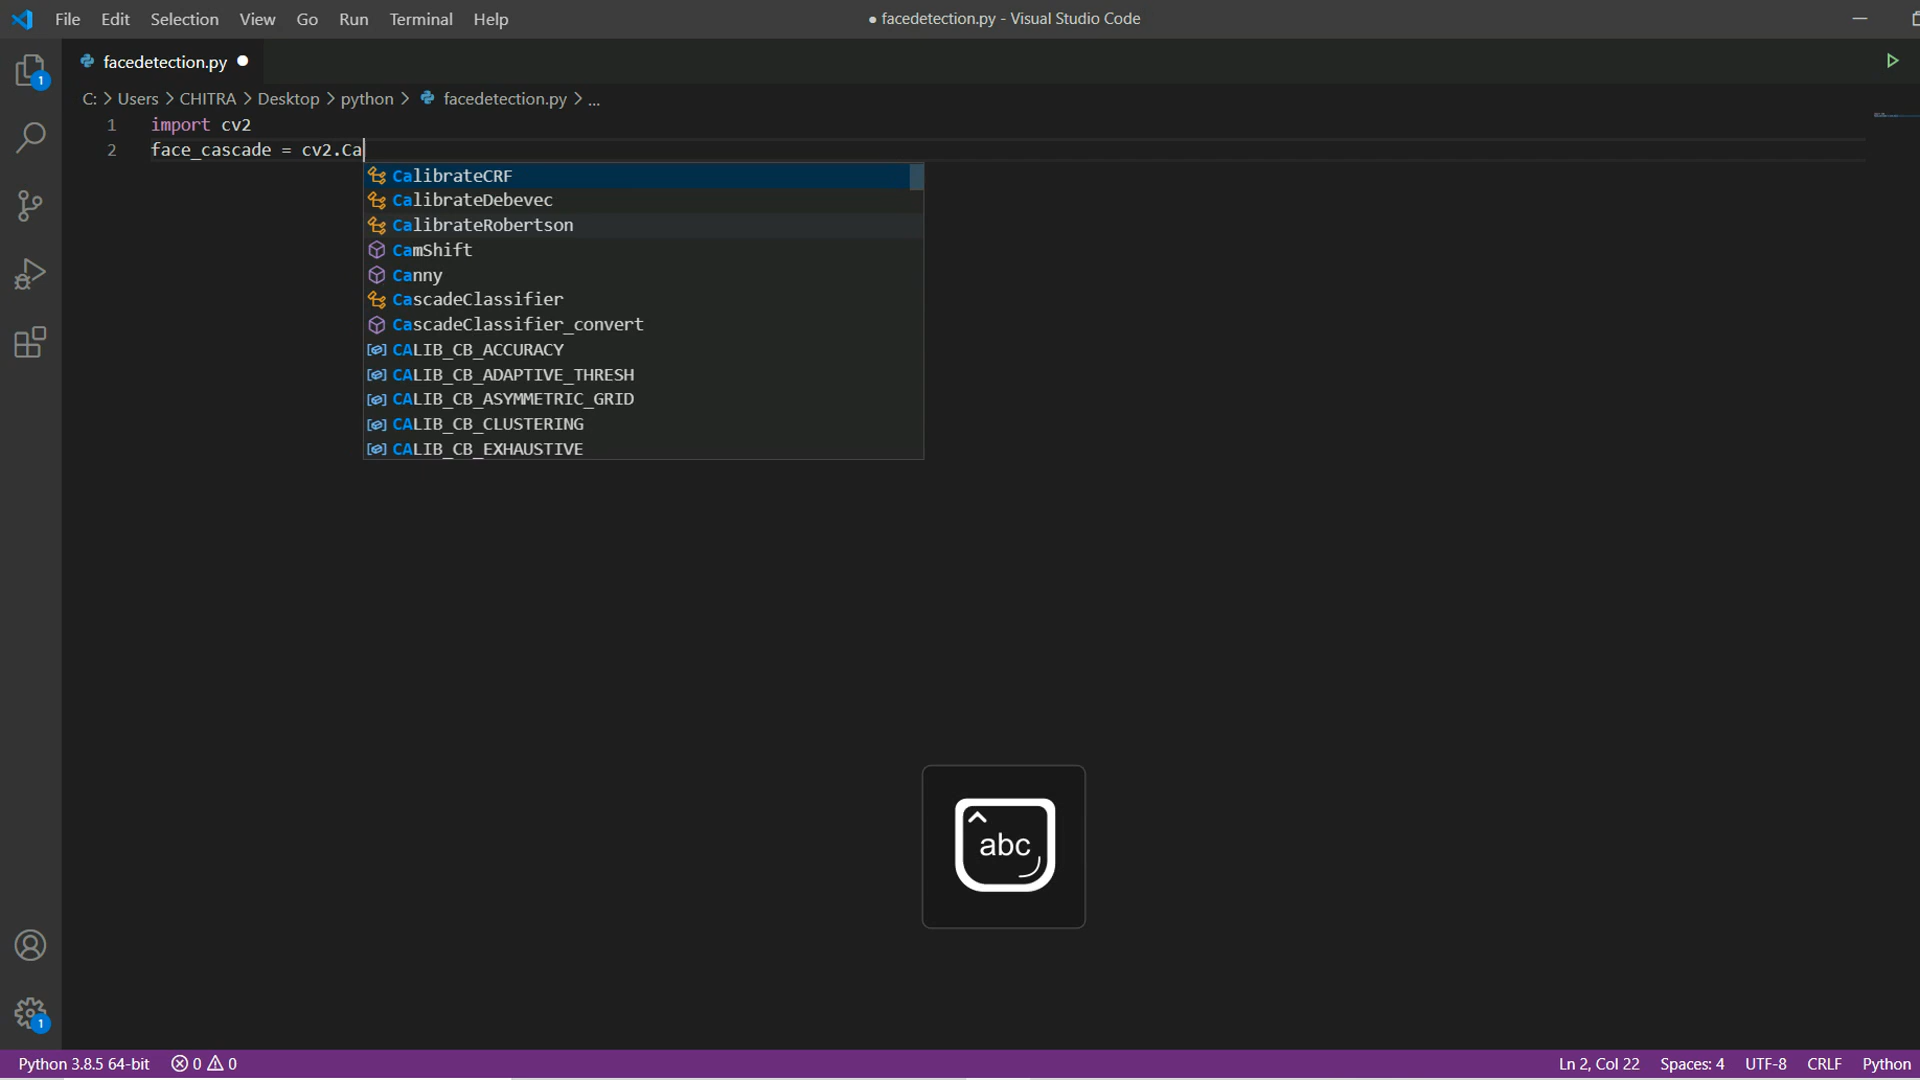 File Edit Selection View Go Run Terminal Help
● facedetection.py - Visual Studio Code
facedetection.py ●
1
C: > Users > CHITRA > Desktop > python > facedetection.py > ...
1 import cv2
2 face_cascade = cv2.Ca
CalibrateCRF
CalibrateDebevec
CalibrateRobertson
CamShift
Canny
CascadeClassifier
CascadeClassifier_convert
CALIB_CB_ACCURACY
CALIB_CB_ADAPTIVE_THRESH
CALIB_CB_ASYMMETRIC_GRID
CALIB_CB_CLUSTERING
CALIB_CB_EXHAUSTIVE
abc
1
Python 3.8.5 64-bit 0 0 Ln 2, Col 22 Spaces: 4 UTF-8 CRLF Python